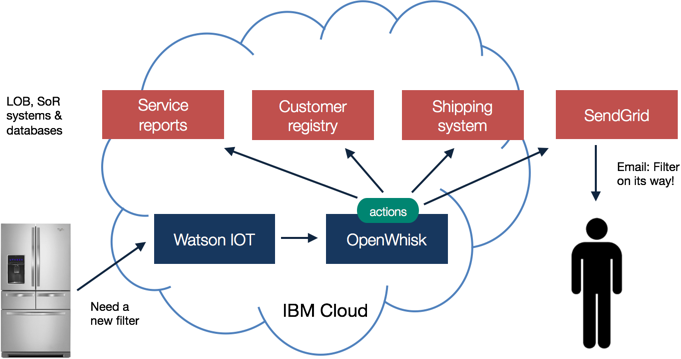 LOB, SoR
systems &
databases
Service
reports
Customer
registry
Shipping
system
SendGrid
Email: Filter
on its way!
actions
Watson IOT
OpenWhisk
Need a
new filter
IBM Cloud